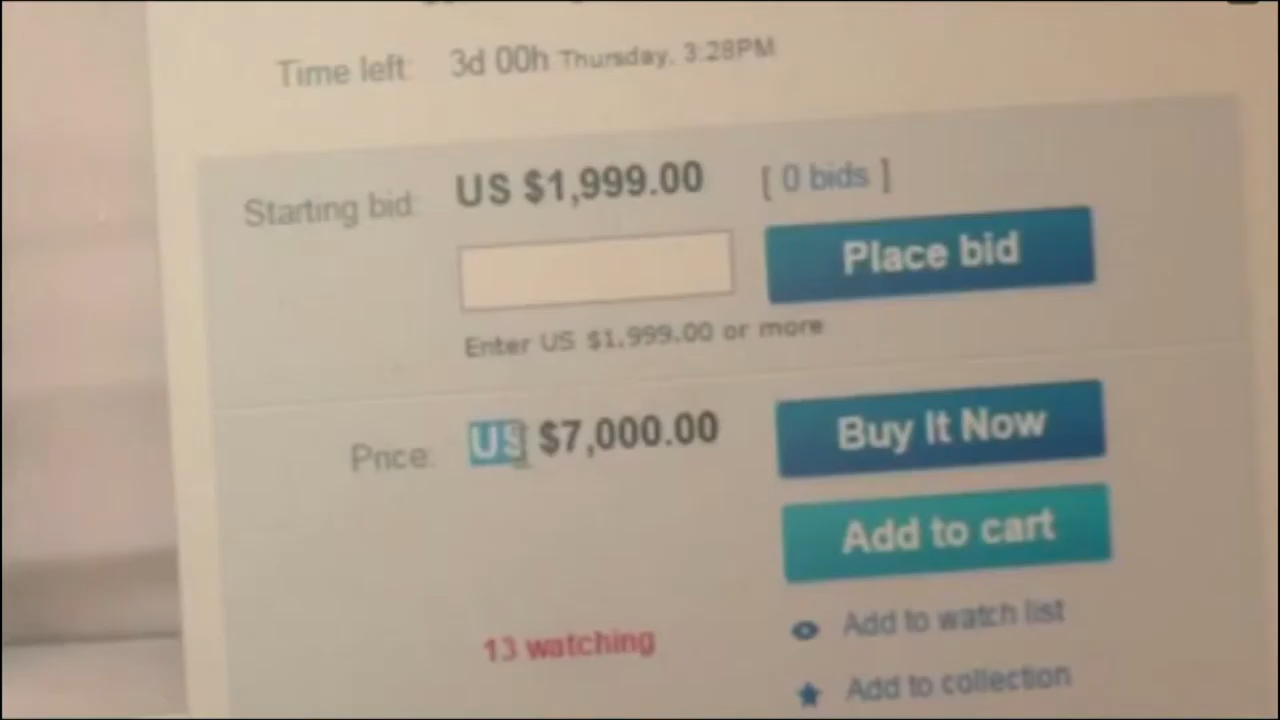 Time left: 3d 00h Thursday, 3:28PM
Starting bid: US $1,999.00 [ 0 bids ]
Place bid
Enter US $1,999.00 or more
Price: US $7,000.00 Buy It Now
Add to cart
13 watching
Add to watch list
Add to collection